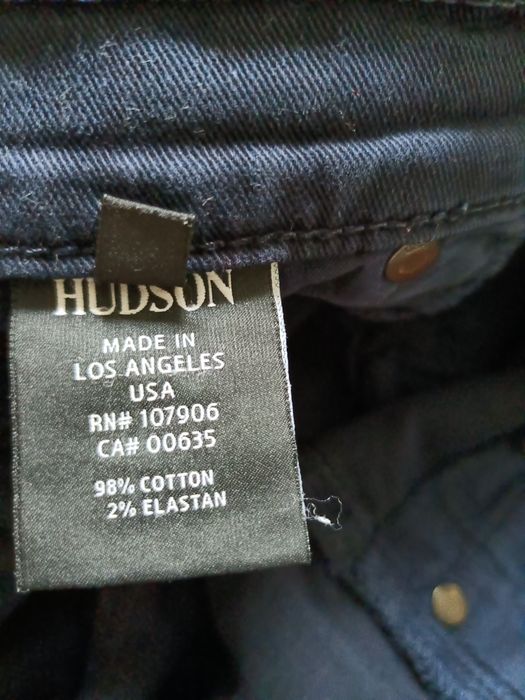 HUDSON
MADE IN
LOS ANGELES
USA
RN# 107906
CA# 00635
98% COTTON
2% ELASTAN